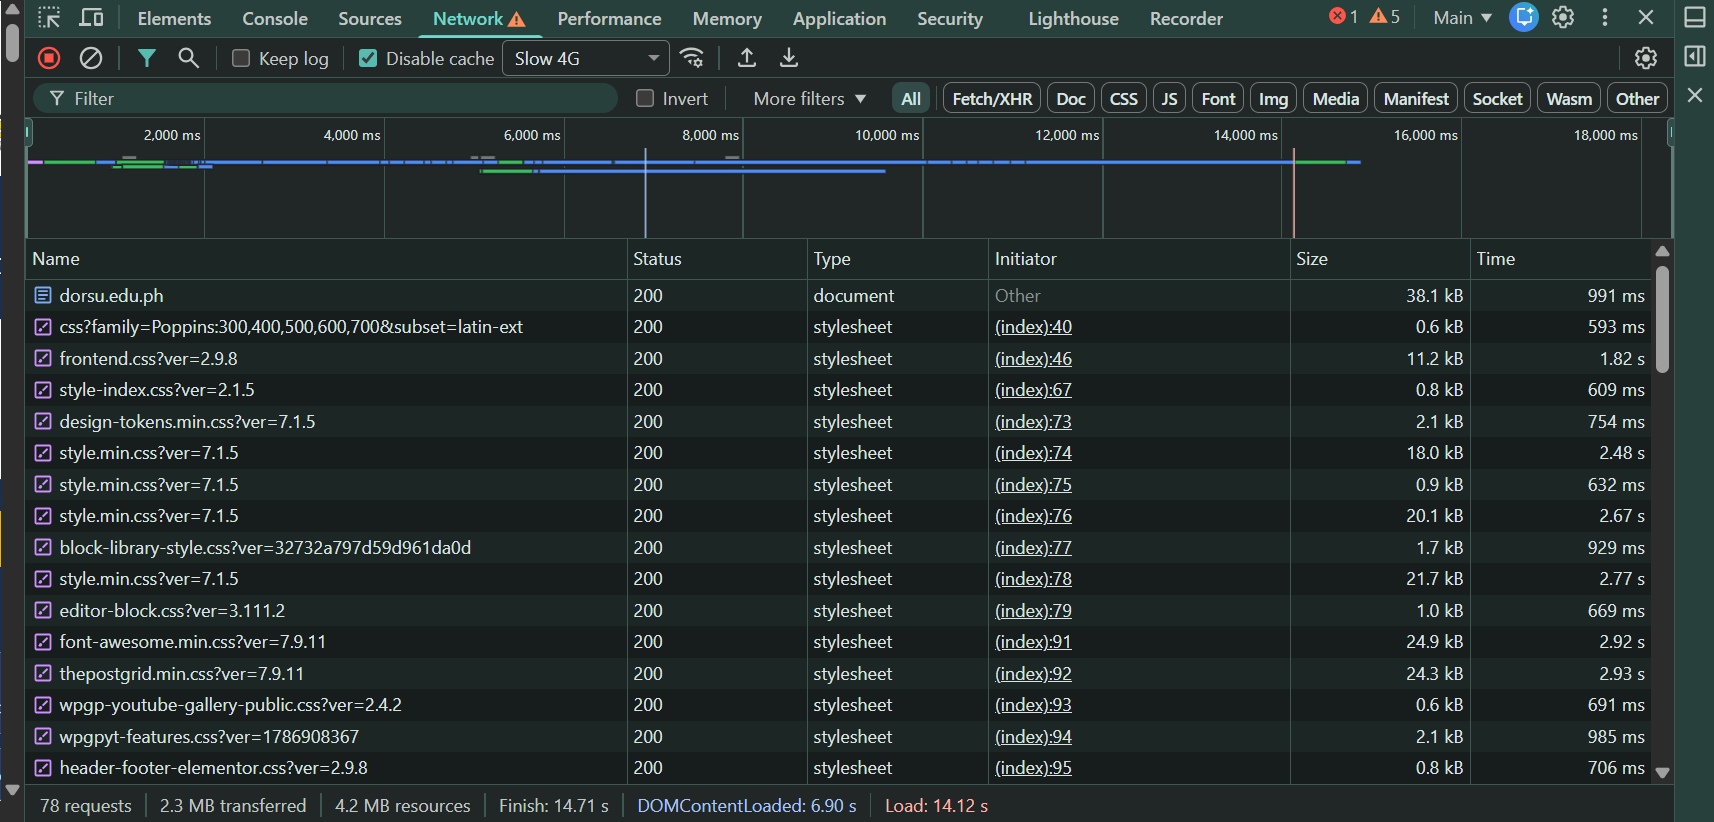 Elements Console Sources Network Performance Memory Application Security Lighthouse Recorder 1 5 Main
Keep log Disable cache Slow 4G
Filter Invert More filters All Fetch/XHR Doc CSS JS Font Img Media Manifest Socket Wasm Other
2,000 ms 4,000 ms 6,000 ms 8,000 ms 10,000 ms 12,000 ms 14,000 ms 16,000 ms 18,000 ms
Name Status Type Initiator Size Time
dorsu.edu.ph 200 document Other 38.1 kB 991 ms
css?family=Poppins:300,400,500,600,700&subset=latin-ext 200 stylesheet (index):40 0.6 kB 593 ms
frontend.css?ver=2.9.8 200 stylesheet (index):46 11.2 kB 1.82 s
style-index.css?ver=2.1.5 200 stylesheet (index):67 0.8 kB 609 ms
design-tokens.min.css?ver=7.1.5 200 stylesheet (index):73 2.1 kB 754 ms
style.min.css?ver=7.1.5 200 stylesheet (index):74 18.0 kB 2.48 s
style.min.css?ver=7.1.5 200 stylesheet (index):75 0.9 kB 632 ms
style.min.css?ver=7.1.5 200 stylesheet (index):76 20.1 kB 2.67 s
block-library-style.css?ver=32732a797d59d961da0d 200 stylesheet (index):77 1.7 kB 929 ms
style.min.css?ver=7.1.5 200 stylesheet (index):78 21.7 kB 2.77 s
editor-block.css?ver=3.111.2 200 stylesheet (index):79 1.0 kB 669 ms
font-awesome.min.css?ver=7.9.11 200 stylesheet (index):91 24.9 kB 2.92 s
thepostgrid.min.css?ver=7.9.11 200 stylesheet (index):92 24.3 kB 2.93 s
wpgp-youtube-gallery-public.css?ver=2.4.2 200 stylesheet (index):93 0.6 kB 691 ms
wpgpyt-features.css?ver=1786908367 200 stylesheet (index):94 2.1 kB 985 ms
header-footer-elementor.css?ver=2.9.8 200 stylesheet (index):95 0.8 kB 706 ms
78 requests 2.3 MB transferred 4.2 MB resources Finish: 14.71 s DOMContentLoaded: 6.90 s Load: 14.12 s